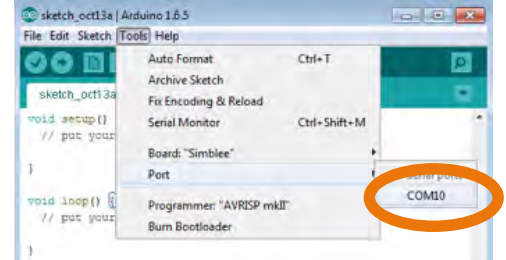 sketch_oct13a | Arduino 1.6.5
File Edit Sketch Tools Help
Auto Format Ctrl+T
Archive Sketch
sketch_oct13a
Fix Encoding & Reload
void setup()
Serial Monitor Ctrl+Shift+M
// put your
Board: "Simblee"
}
Port
COM10
void loop() {
Programmer: "AVRISP mkII"
// put your
Burn Bootloader
}